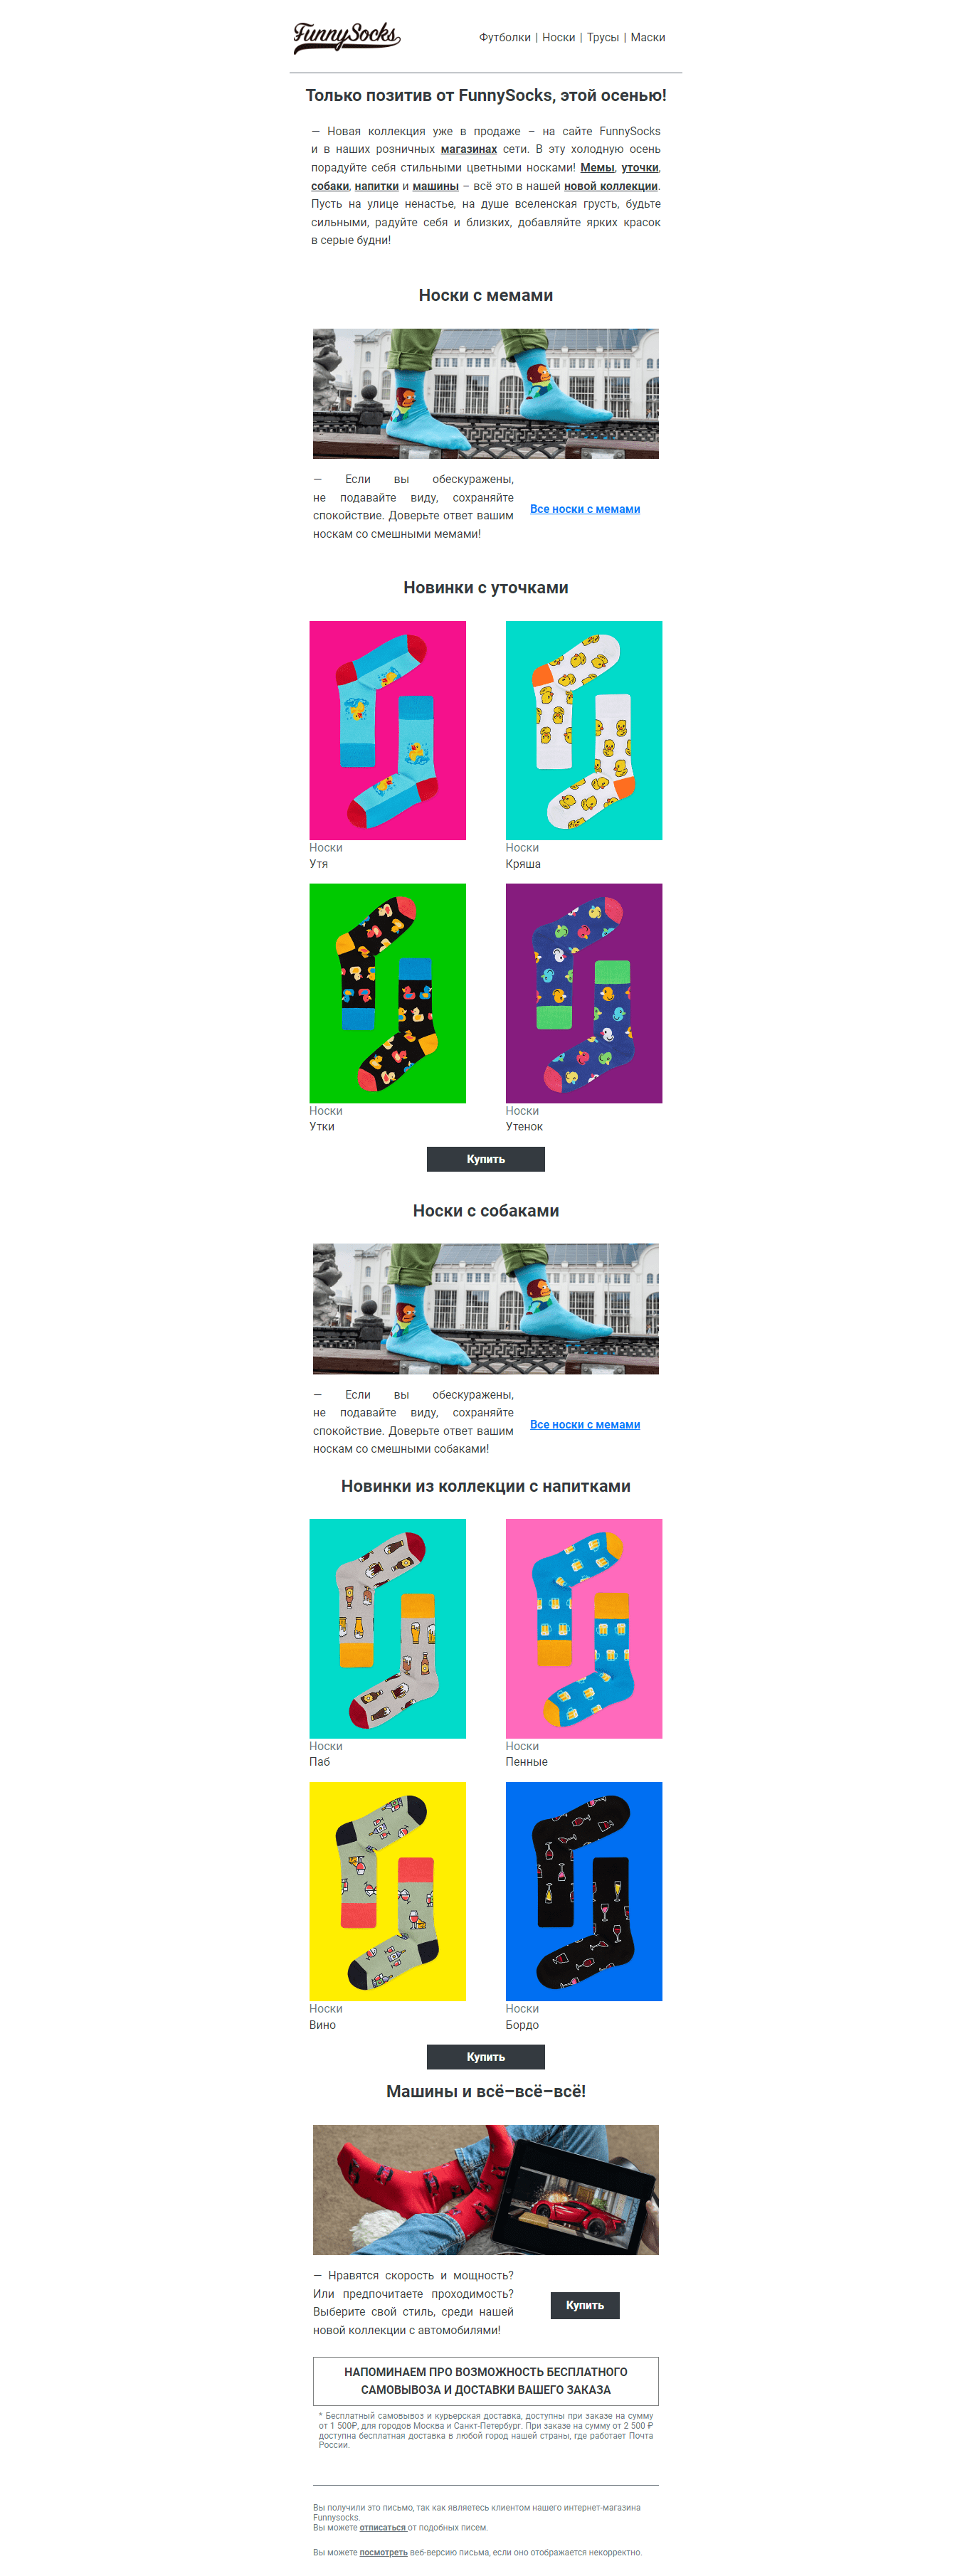 FunnySocks
Футболки | Носки | Трусы | Маски
Только позитив от FunnySocks, этой осенью!
— Новая коллекция уже в продаже – на сайте FunnySocks
и в наших розничных магазинах сети. В эту холодную осень
порадуйте себя стильными цветными носками! Мемы, уточки,
собаки, напитки и машины – всё это в нашей новой коллекции.
Пусть на улице ненастье, на душе вселенская грусть, будьте
сильными, радуйте себя и близких, добавляйте ярких красок
в серые будни!
Носки с мемами
— Если вы обескуражены,
не подавайте виду, сохраняйте
спокойствие. Доверьте ответ вашим
носкам со смешными мемами!
Все носки с мемами
Новинки с уточками
Носки
Утя
Носки
Кряша
Носки
Утки
Носки
Утенок
Купить
Носки с собаками
— Если вы обескуражены,
не подавайте виду, сохраняйте
спокойствие. Доверьте ответ вашим
носкам со смешными собаками!
Все носки с мемами
Новинки из коллекции с напитками
Носки
Паб
Носки
Пенные
Носки
Вино
Носки
Бордо
Купить
Машины и всё–всё–всё!
— Нравятся скорость и мощность?
Или предпочитаете проходимость?
Выберите свой стиль, среди нашей
новой коллекции с автомобилями!
Купить
НАПОМИНАЕМ ПРО ВОЗМОЖНОСТЬ БЕСПЛАТНОГО
САМОВЫВОЗА И ДОСТАВКИ ВАШЕГО ЗАКАЗА
* Бесплатный самовывоз и курьерская доставка, доступны при заказе на сумму
от 1 500₽, для городов Москва и Санкт-Петербург. При заказе на сумму от 2 500 ₽
доступна бесплатная доставка в любой город нашей страны, где работает Почта
России.
Вы получили это письмо, так как являетесь клиентом нашего интернет-магазина
Funnysocks.
Вы можете отписаться от подобных писем.
Вы можете посмотреть веб-версию письма, если оно отображается некорректно.